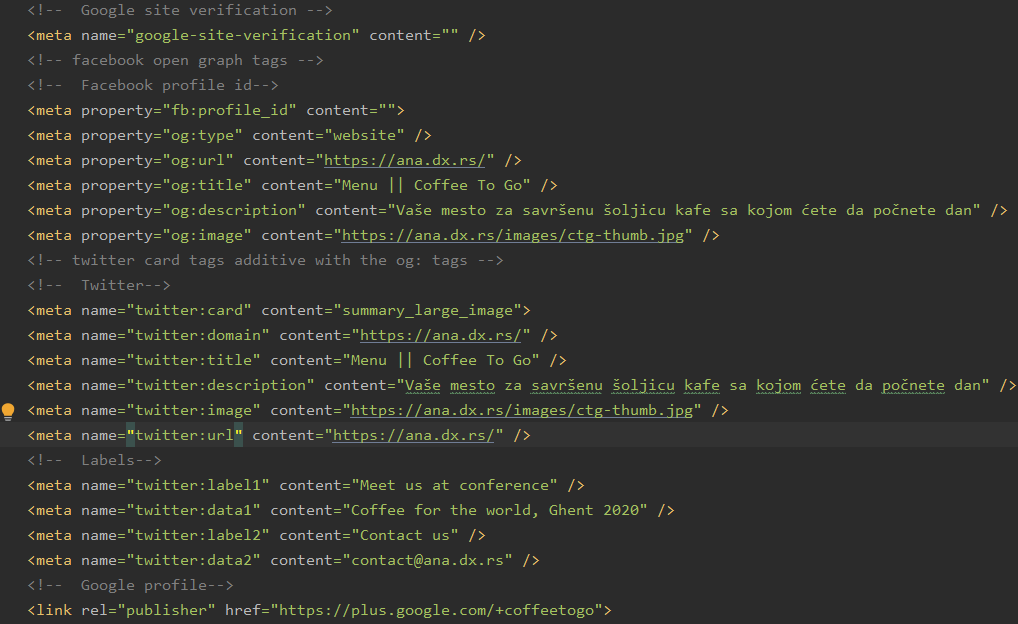 <!--  Google site verification -->
<meta name="google-site-verification" content="" />
<!-- facebook open graph tags -->
<!--  Facebook profile id-->
<meta property="fb:profile_id" content="">
<meta property="og:type" content="website" />
<meta property="og:url" content="https://ana.dx.rs/" />
<meta property="og:title" content="Menu || Coffee To Go" />
<meta property="og:description" content="Vaše mesto za savršenu šoljicu kafe sa kojom ćete da počnete dan" />
<meta property="og:image" content="https://ana.dx.rs/images/ctg-thumb.jpg" />
<!-- twitter card tags additive with the og: tags -->
<!--  Twitter-->
<meta name="twitter:card" content="summary_large_image">
<meta name="twitter:domain" content="https://ana.dx.rs/" />
<meta name="twitter:title" content="Menu || Coffee To Go" />
<meta name="twitter:description" content="Vaše mesto za savršenu šoljicu kafe sa kojom ćete da počnete dan" />
<meta name="twitter:image" content="https://ana.dx.rs/images/ctg-thumb.jpg" />
<meta name="twitter:url" content="https://ana.dx.rs/" />
<!--  Labels-->
<meta name="twitter:label1" content="Meet us at conference" />
<meta name="twitter:data1" content="Coffee for the world, Ghent 2020" />
<meta name="twitter:label2" content="Contact us" />
<meta name="twitter:data2" content="contact@ana.dx.rs" />
<!--  Google profile-->
<link rel="publisher" href="https://plus.google.com/+coffeetogo">